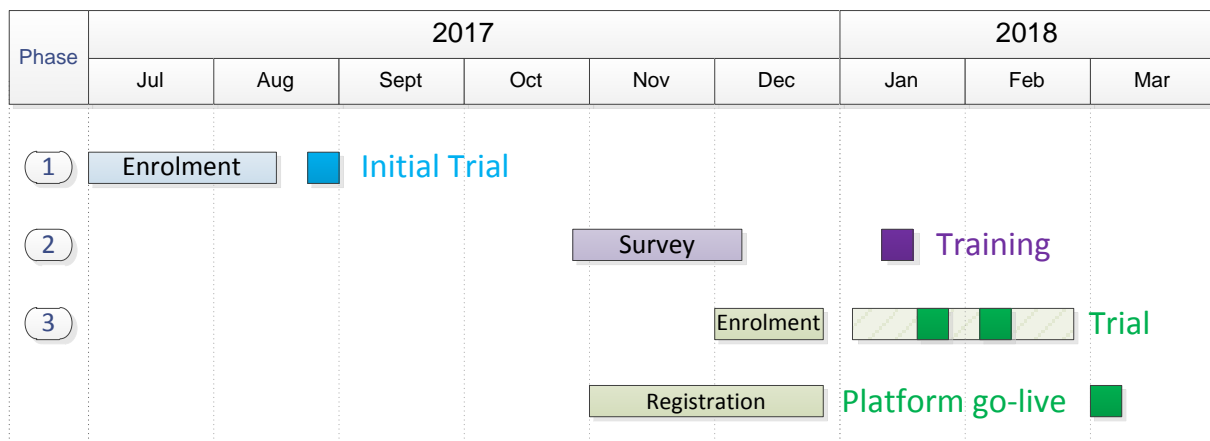 Phase
2017
2018
Jul Aug Sept Oct Nov Dec Jan Feb Mar
1 Enrolment Initial Trial
2 Survey Training
3 Enrolment Trial
Registration Platform go-live